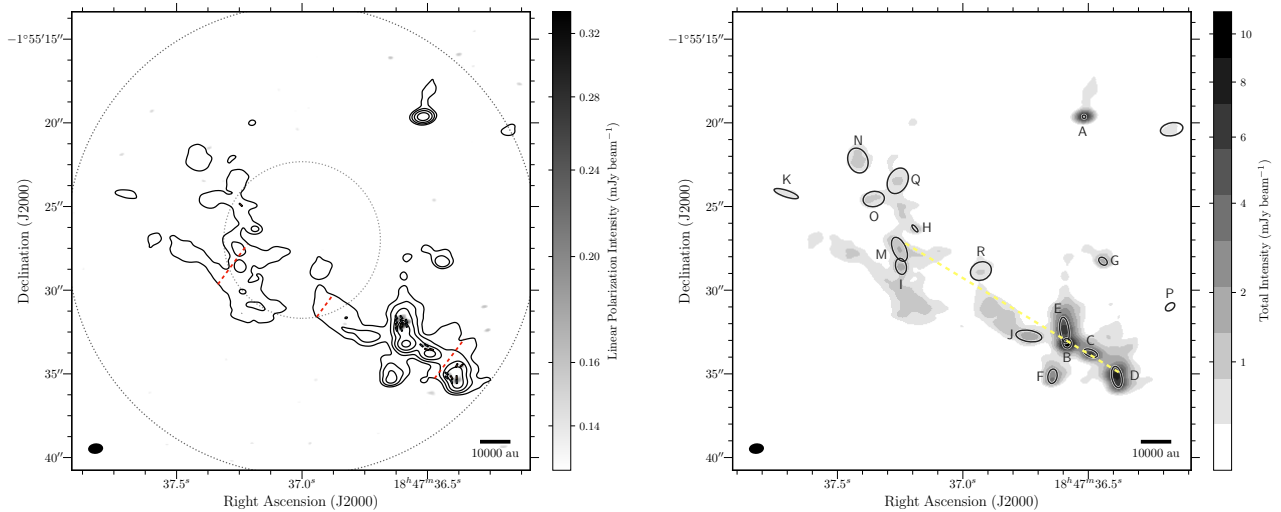 −1°55′15″
20″
25″
30″
35″
40″
Declination (J2000)
37.5ˢ
37.0ˢ
18ʰ47ᵐ36.5ˢ
Right Ascension (J2000)
10000 au
0.32
0.28
0.24
0.20
0.16
0.14
Linear Polarization Intensity (mJy beam⁻¹)
−1°55′15″
20″
25″
30″
35″
40″
Declination (J2000)
A
N
K
Q
O
H
M
R
G
I
P
E
J
C
B
F
D
37.5ˢ
37.0ˢ
18ʰ47ᵐ36.5ˢ
Right Ascension (J2000)
10000 au
10
8
6
4
2
1
Total Intensity (mJy beam⁻¹)